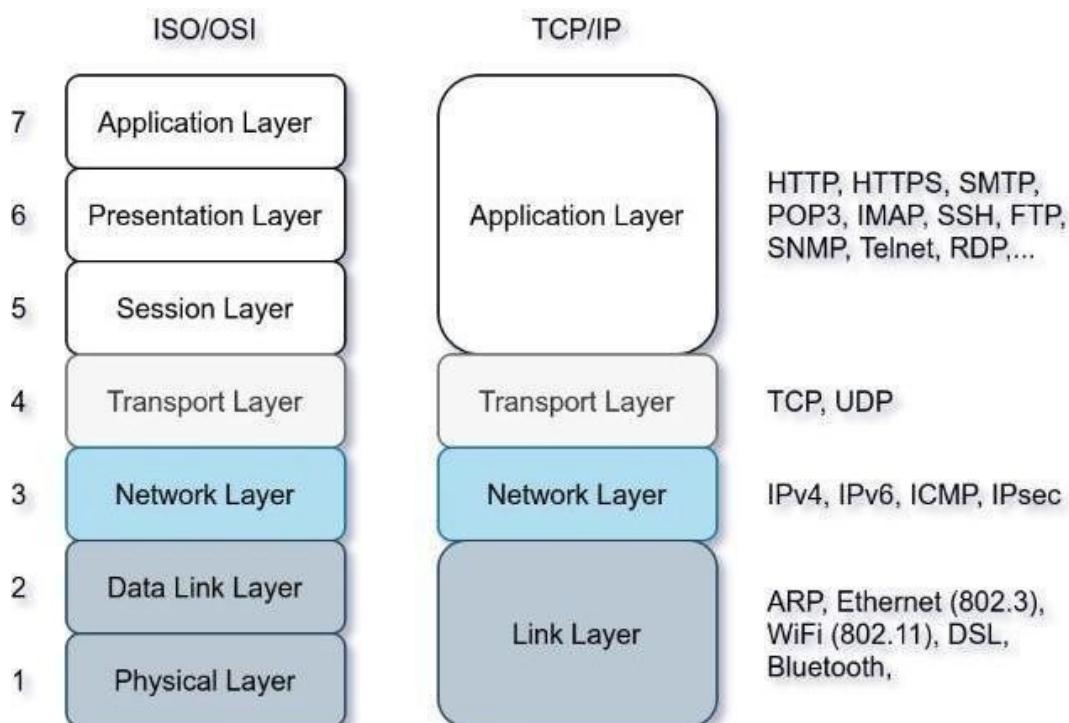 ISO/OSI
TCP/IP
7
Application Layer
6
Presentation Layer
5
Session Layer
Application Layer
HTTP, HTTPS, SMTP,
POP3, IMAP, SSH, FTP,
SNMP, Telnet, RDP,...
4
Transport Layer
Transport Layer
TCP, UDP
3
Network Layer
Network Layer
IPv4, IPv6, ICMP, IPsec
2
Data Link Layer
1
Physical Layer
Link Layer
ARP, Ethernet (802.3),
WiFi (802.11), DSL,
Bluetooth,